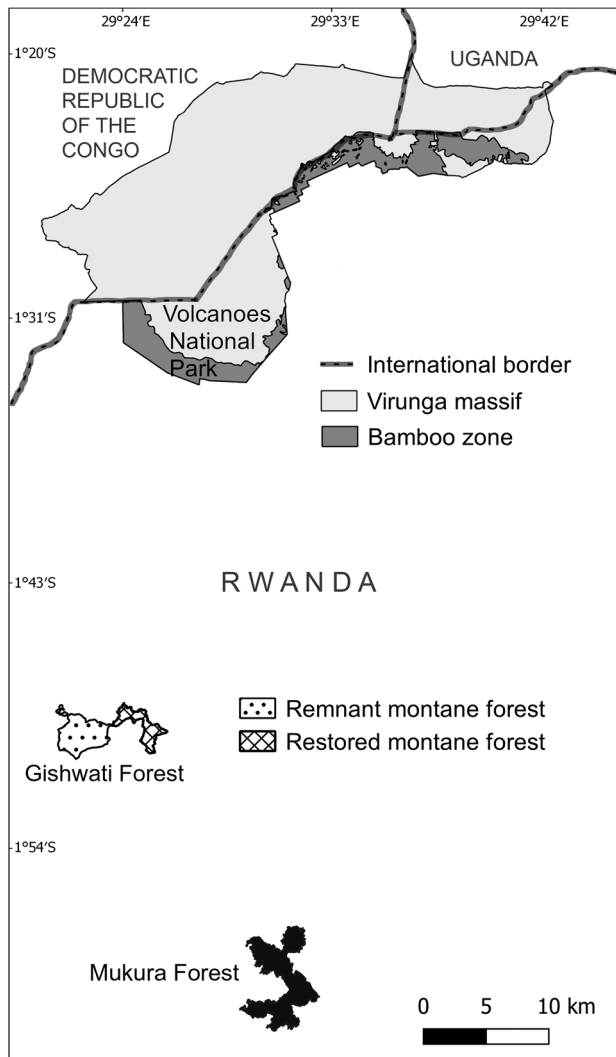 29°24′E 29°33′E 29°42′E
1°20′S
UGANDA
DEMOCRATIC
REPUBLIC
OF THE
CONGO
1°31′S
Volcanoes
National
Park
International border
Virunga massif
Bamboo zone
1°43′S
RWANDA
Remnant montane forest
Restored montane forest
Gishwati Forest
1°54′S
Mukura Forest
0 5 10 km